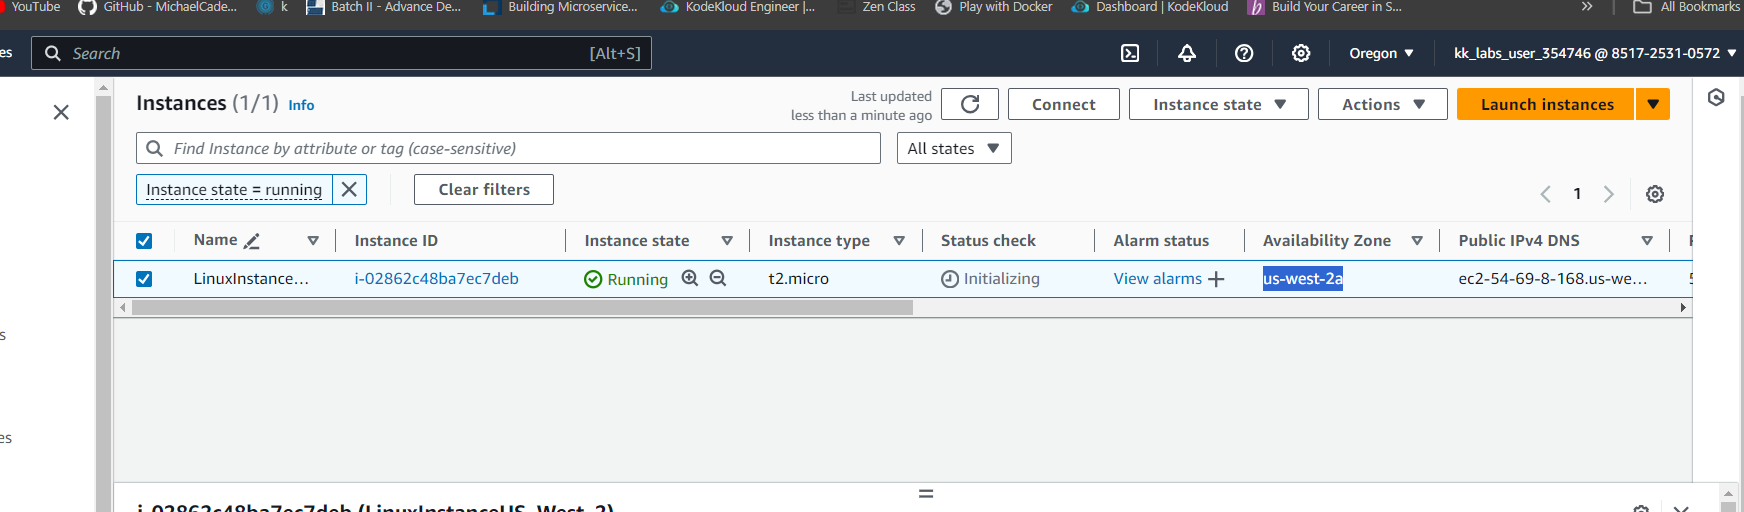 YouTube GitHub - MichaelCade... k Batch II - Advance De... Building Microservice... KodeKloud Engineer |... Zen Class Play with Docker Dashboard | KodeKloud Build Your Career in S... » All Bookmarks
es Search [Alt+S] Oregon kk_labs_user_354746 @ 8517-2531-0572
Instances (1/1) Info
Last updated
less than a minute ago
Connect Instance state Actions Launch instances
Find Instance by attribute or tag (case-sensitive) All states
Instance state = running Clear filters
1
Name Instance ID Instance state Instance type Status check Alarm status Availability Zone Public IPv4 DNS
LinuxInstance... i-02862c48ba7ec7deb Running t2.micro Initializing View alarms + us-west-2a ec2-54-69-8-168.us-we...
s
es
i-02862c48ba7ec7deb (LinuxInstanceUS_West_2)